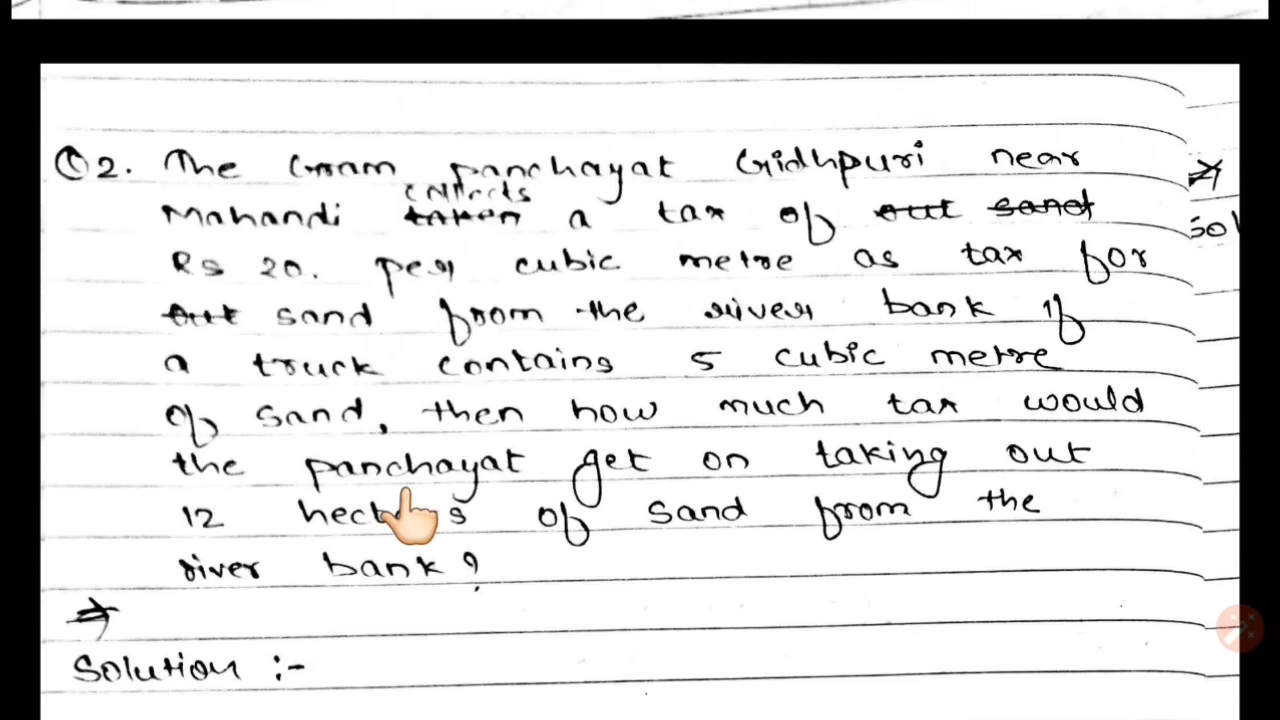 Q2. The Gram panchayat Gidhpuri near
Mahandi collects a tax of
Rs 20. per cubic metre as tax for
sand from the river bank if
a truck contains 5 cubic metre
of sand, then how much tax would
the panchayat get on taking out
12 of sand from the
river bank?
Solution :-